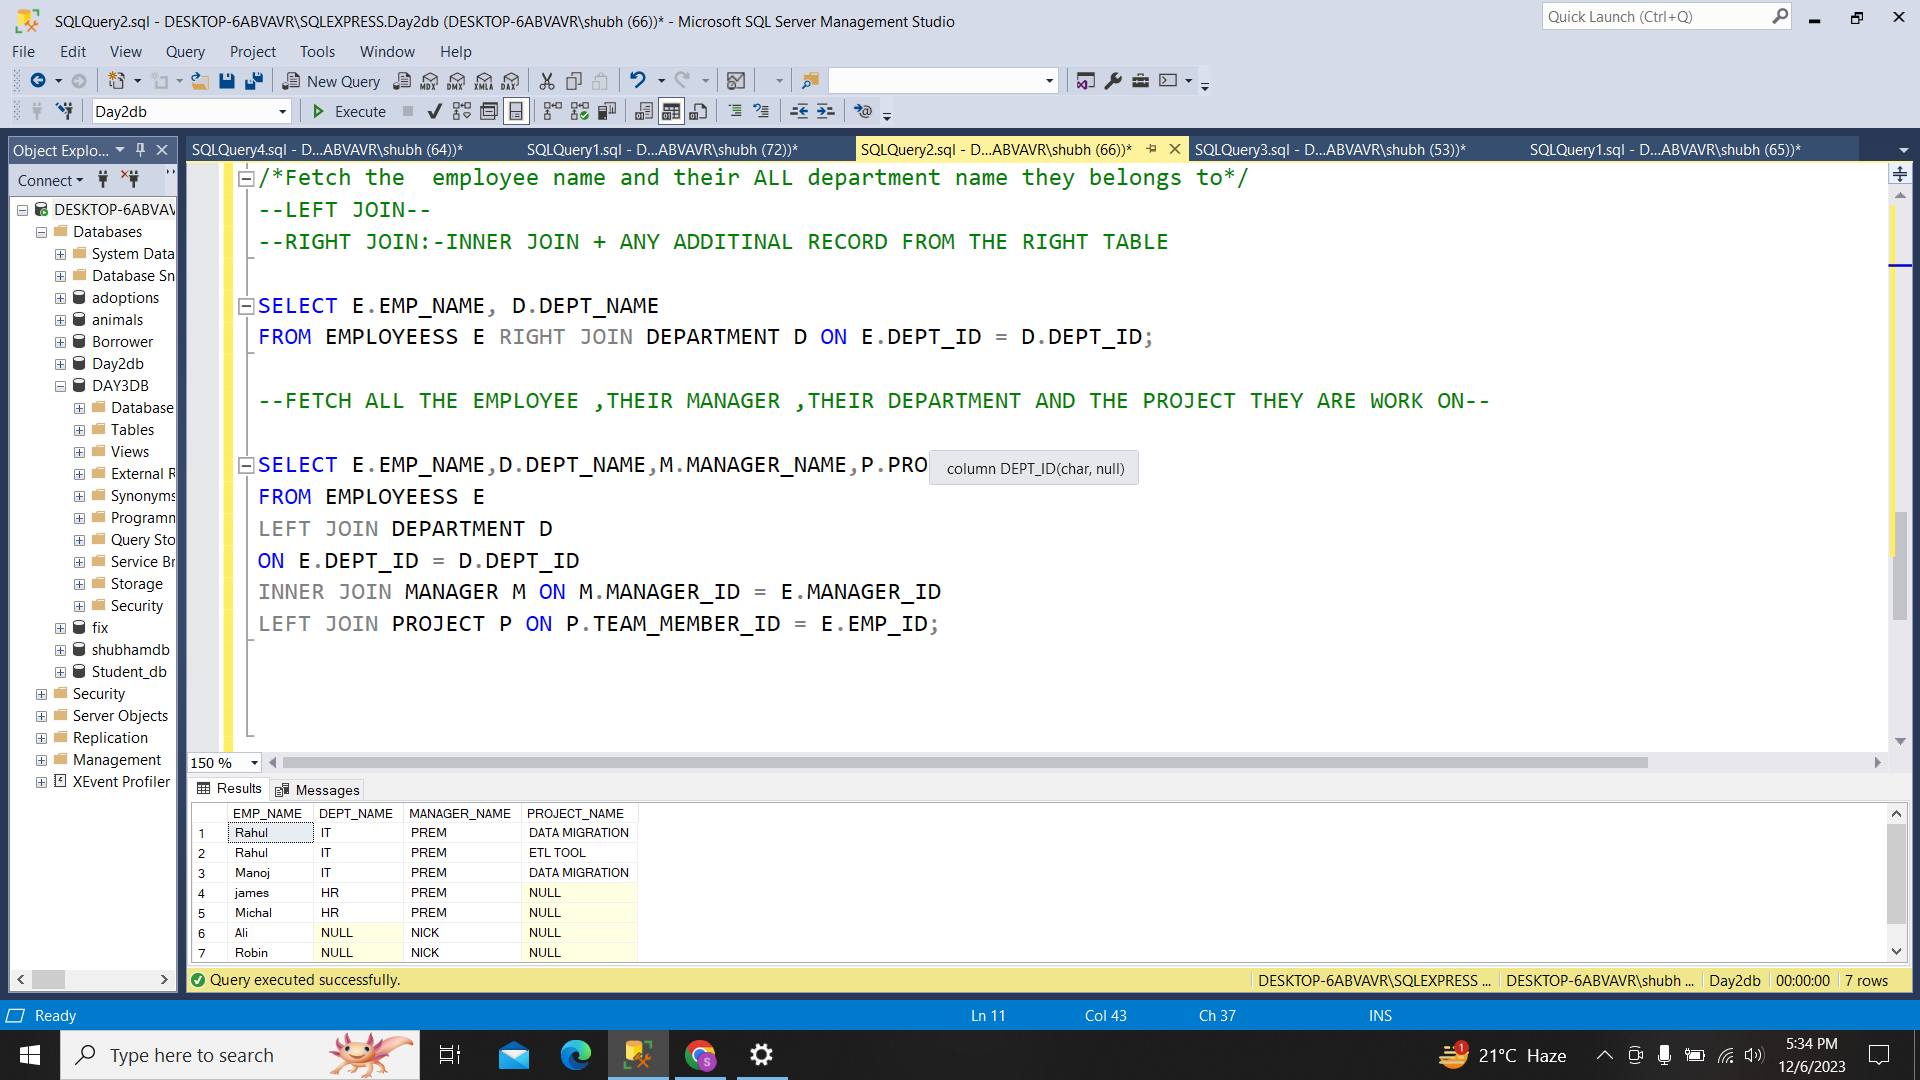 SQLQuery2.sql - DESKTOP-6ABVAVR\SQLEXPRESS.Day2db (DESKTOP-6ABVAVR\shubh (66))* - Microsoft SQL Server Management Studio
Quick Launch (Ctrl+Q)
File Edit View Query Project Tools Window Help
New Query MDX DMX XMLA DAX
Day2db Execute
Object Explo...
SQLQuery4.sql - D...ABVAVR\shubh (64))* SQLQuery1.sql - D...ABVAVR\shubh (72))* SQLQuery2.sql - D...ABVAVR\shubh (66))* SQLQuery3.sql - D...ABVAVR\shubh (53))* SQLQuery1.sql - D...ABVAVR\shubh (65))*
Connect
DESKTOP-6ABVAV
Databases
System Data
Database Sn
adoptions
animals
Borrower
Day2db
DAY3DB
Database
Tables
Views
External R
Synonyms
Programm
Query Sto
Service Br
Storage
Security
fix
shubhamdb
Student_db
Security
Server Objects
Replication
Management
XEvent Profiler
/*Fetch the  employee name and their ALL department name they belongs to*/
--LEFT JOIN--
--RIGHT JOIN:-INNER JOIN + ANY ADDITINAL RECORD FROM THE RIGHT TABLE
SELECT E.EMP_NAME, D.DEPT_NAME
FROM EMPLOYEESS E RIGHT JOIN DEPARTMENT D ON E.DEPT_ID = D.DEPT_ID;
--FETCH ALL THE EMPLOYEE ,THEIR MANAGER ,THEIR DEPARTMENT AND THE PROJECT THEY ARE WORK ON--
SELECT E.EMP_NAME,D.DEPT_NAME,M.MANAGER_NAME,P.PRO
column DEPT_ID(char, null)
FROM EMPLOYEESS E
LEFT JOIN DEPARTMENT D
ON E.DEPT_ID = D.DEPT_ID
INNER JOIN MANAGER M ON M.MANAGER_ID = E.MANAGER_ID
LEFT JOIN PROJECT P ON P.TEAM_MEMBER_ID = E.EMP_ID;
150 %
Results Messages
EMP_NAME DEPT_NAME MANAGER_NAME PROJECT_NAME
1 Rahul IT PREM DATA MIGRATION
2 Rahul IT PREM ETL TOOL
3 Manoj IT PREM DATA MIGRATION
4 james HR PREM NULL
5 Michal HR PREM NULL
6 Ali NULL NICK NULL
7 Robin NULL NICK NULL
Query executed successfully. DESKTOP-6ABVAVR\SQLEXPRESS ... DESKTOP-6ABVAVR\shubh ... Day2db 00:00:00 7 rows
Ready Ln 11 Col 43 Ch 37 INS
Type here to search
S
1
21°C Haze
5:34 PM
12/6/2023